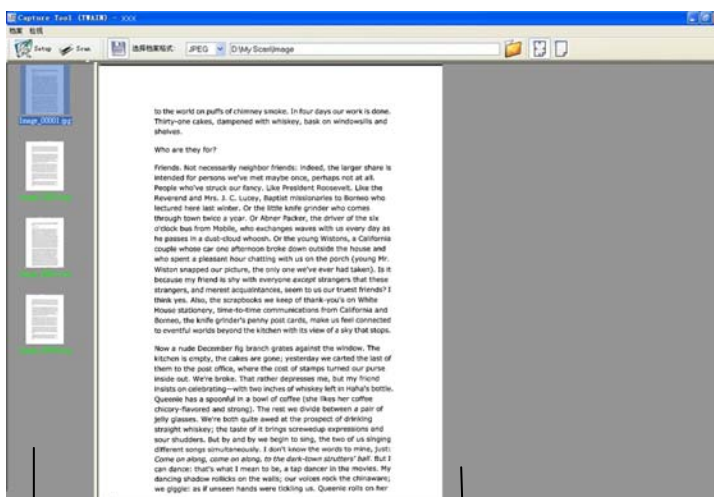 Capture Tool (TWAIN) - xxx
档案 检视
Setup Scan 选择档案格式: JPEG D:\My Scan\Image
Image_00001.jpg
to the world on puffs of chimney smoke. In four days our work is done.
Thirty-one cakes, dampened with whiskey, bask on windowsills and
shelves.
Who are they for?
Friends. Not necessarily neighbor friends: indeed, the larger share is
intended for persons we've met maybe once, perhaps not at all.
People who've struck our fancy. Like President Roosevelt. Like the
Reverend and Mrs. J. C. Lucey, Baptist missionaries to Borneo who
lectured here last winter. Or the little knife grinder who comes
through town twice a year. Or Abner Packer, the driver of the six
o'clock bus from Mobile, who exchanges waves with us every day as
he passes in a dust-cloud whoosh. Or the young Wistons, a California
couple whose car one afternoon broke down outside the house and
who spent a pleasant hour chatting with us on the porch (young Mr.
Wiston snapped our picture, the only one we've ever had taken). Is it
because my friend is shy with everyone except strangers that these
strangers, and merest acquaintances, seem to us our truest friends? I
think yes. Also, the scrapbooks we keep of thank-you's on White
House stationery, time-to-time communications from California and
Borneo, the knife grinder's penny post cards, make us feel connected
to eventful worlds beyond the kitchen with its view of a sky that stops.
Now a nude December fig branch grates against the window. The
kitchen is empty, the cakes are gone; yesterday we carted the last of
them to the post office, where the cost of stamps turned our purse
inside out. We're broke. That rather depresses me, but my friend
insists on celebrating—with two inches of whiskey left in Haha's bottle.
Queenie has a spoonful in a bowl of coffee (she likes her coffee
chicory-flavored and strong). The rest we divide between a pair of
jelly glasses. We're both quite awed at the prospect of drinking
straight whiskey; the taste of it brings screwedup expressions and
sour shudders. But by and by we begin to sing, the two of us singing
different songs simultaneously. I don't know the words to mine, just:
Come on along, come on along, to the dark-town strutters' ball. But I
can dance: that's what I mean to be, a tap dancer in the movies. My
dancing shadow rollicks on the walls; our voices rock the chinaware;
we giggle: as if unseen hands were tickling us. Queenie rolls on her